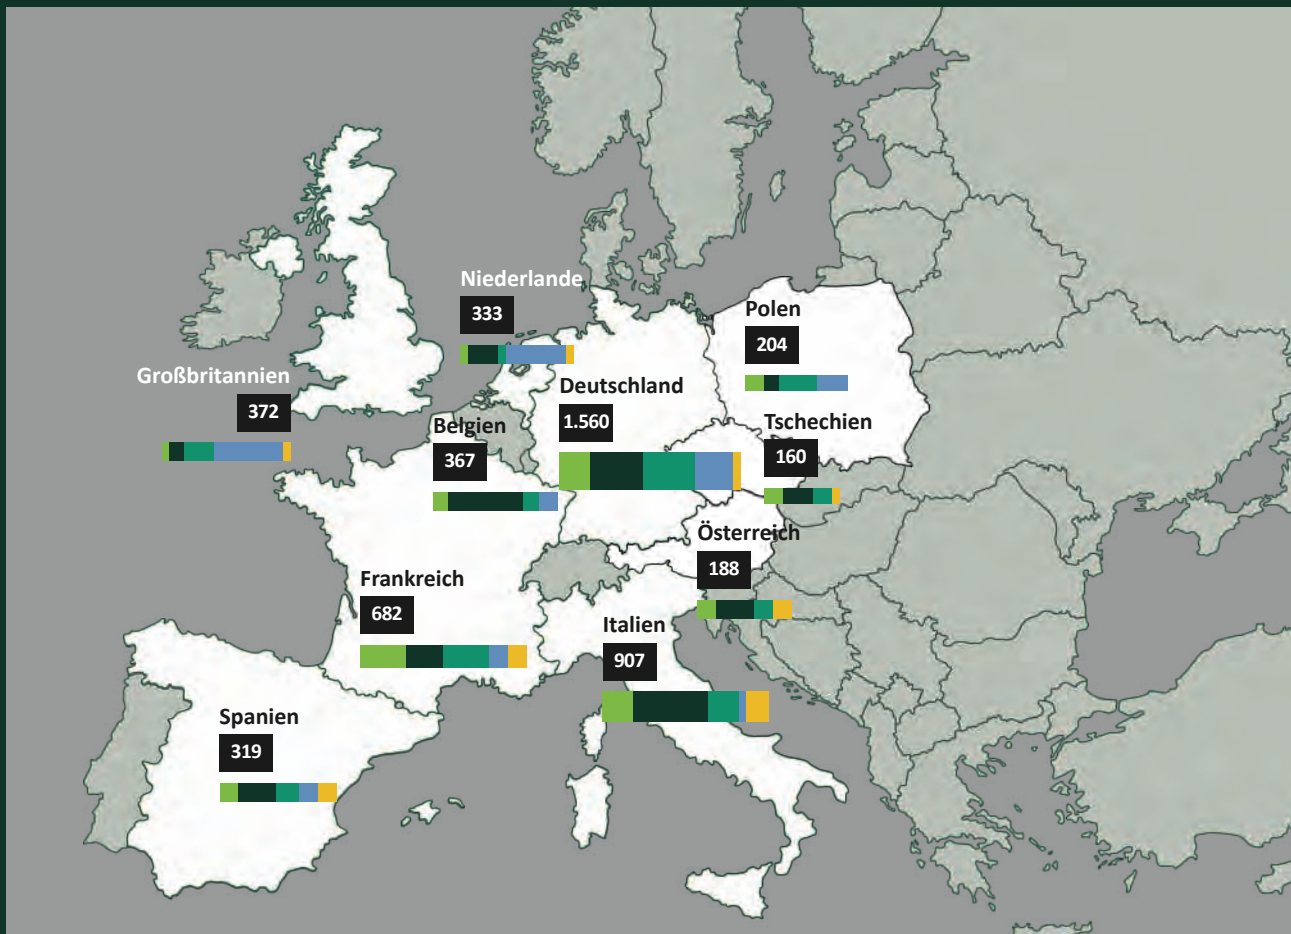 Niederlande
333
Polen
204
Großbritannien
372
Deutschland
1.560
Belgien
367
Tschechien
160
Österreich
188
Frankreich
682
Italien
907
Spanien
319